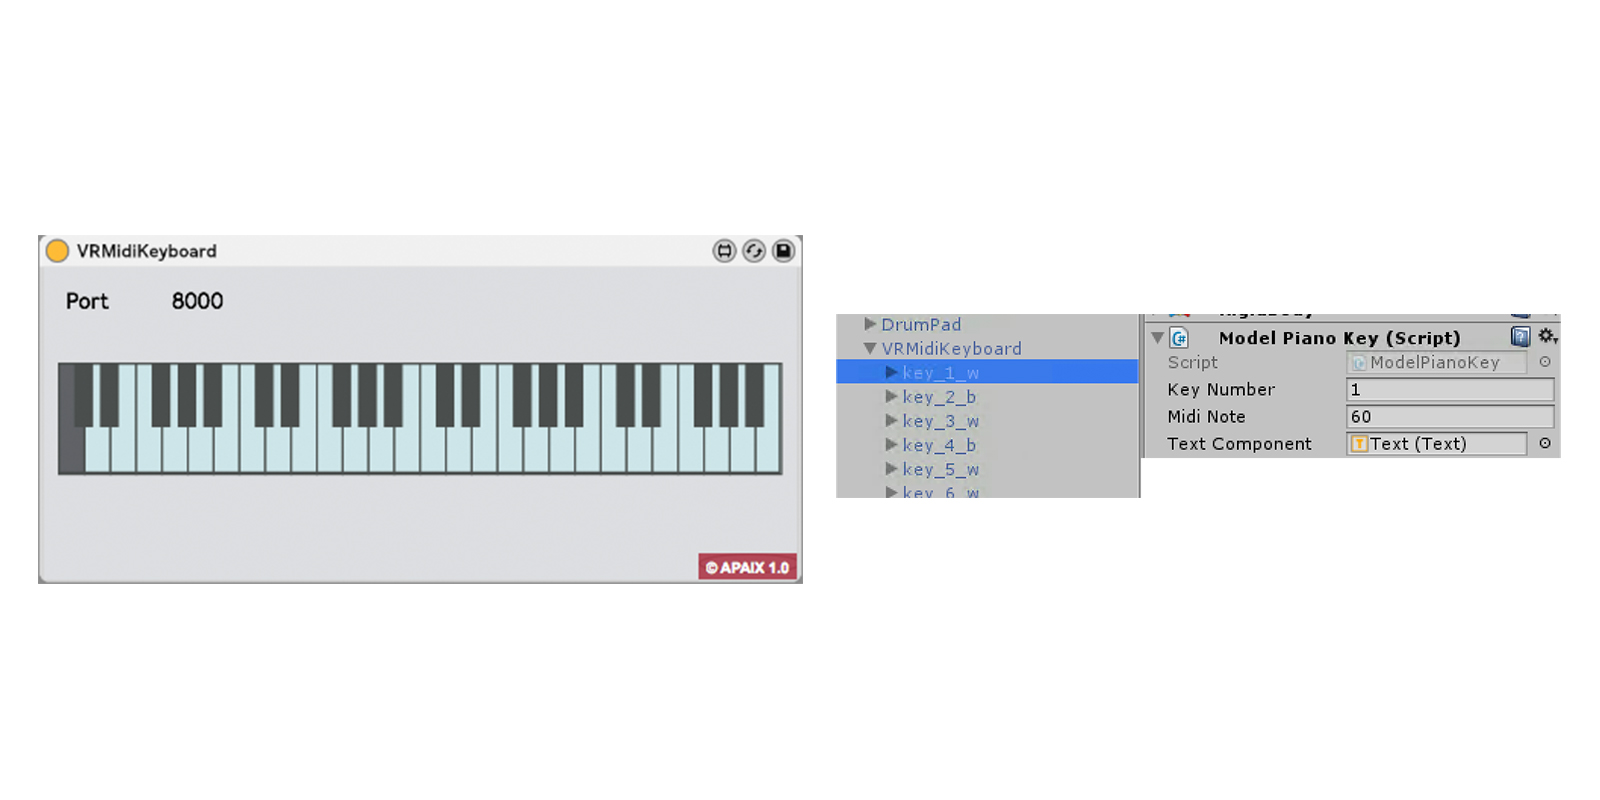 VRMidiKeyboard
Port 8000
© APAIX 1.0
DrumPad
VRMidiKeyboard
key_1_w
key_2_b
key_3_w
key_4_b
key_5_w
key_6_w
Model Piano Key (Script)
Script ModelPianoKey
Key Number 1
Midi Note 60
Text Component Text (Text)